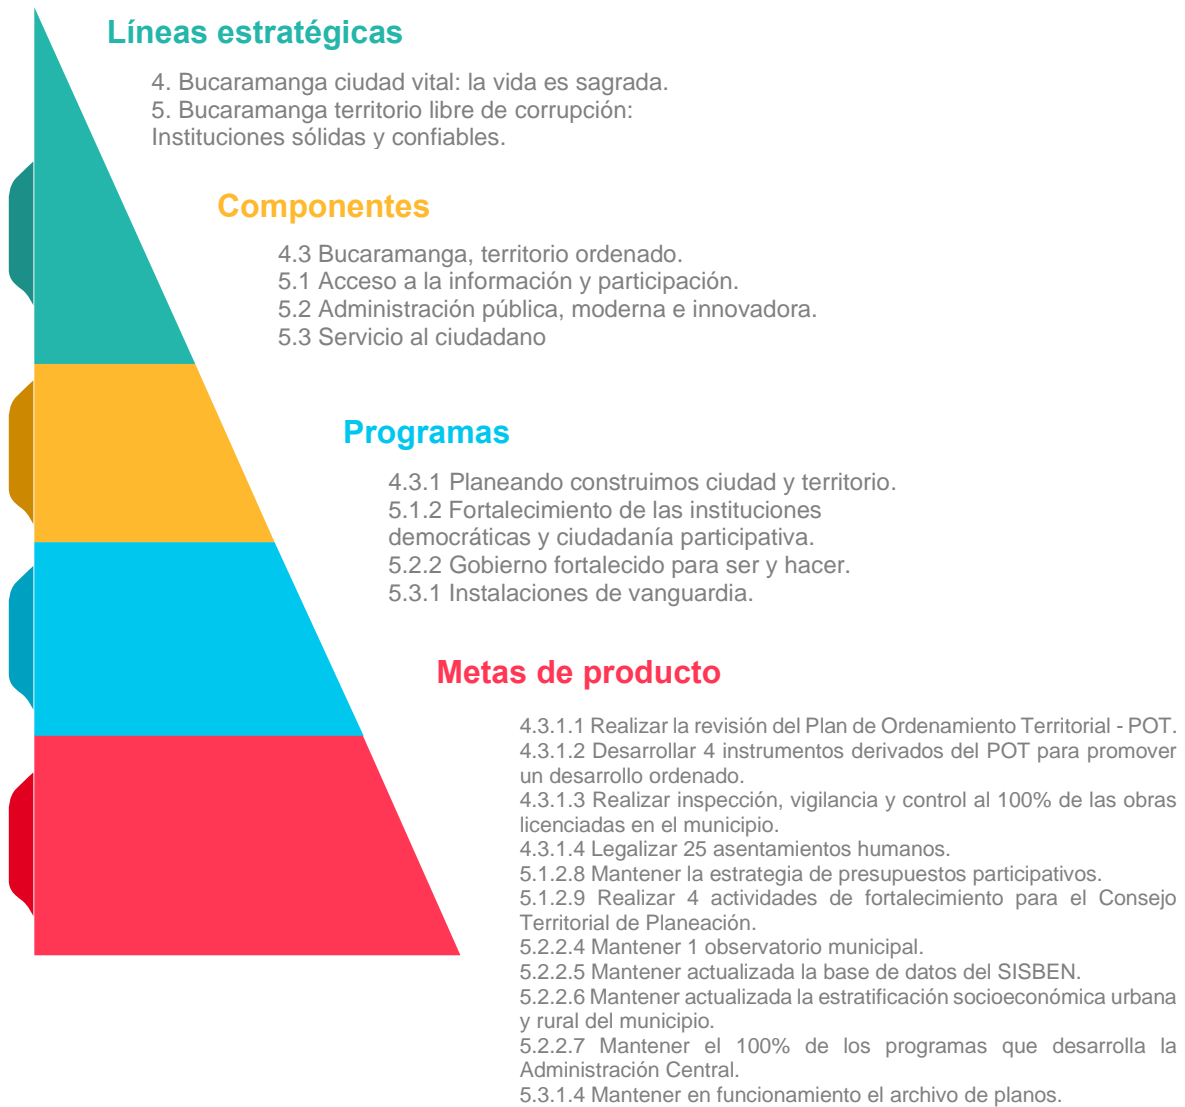 Líneas estratégicas
4. Bucaramanga ciudad vital: la vida es sagrada.
5. Bucaramanga territorio libre de corrupción:
Instituciones sólidas y confiables.
Componentes
4.3 Bucaramanga, territorio ordenado.
5.1 Acceso a la información y participación.
5.2 Administración pública, moderna e innovadora.
5.3 Servicio al ciudadano
Programas
4.3.1 Planeando construimos ciudad y territorio.
5.1.2 Fortalecimiento de las instituciones
democráticas y ciudadanía participativa.
5.2.2 Gobierno fortalecido para ser y hacer.
5.3.1 Instalaciones de vanguardia.
Metas de producto
4.3.1.1 Realizar la revisión del Plan de Ordenamiento Territorial - POT.
4.3.1.2 Desarrollar 4 instrumentos derivados del POT para promover
un desarrollo ordenado.
4.3.1.3 Realizar inspección, vigilancia y control al 100% de las obras
licenciadas en el municipio.
4.3.1.4 Legalizar 25 asentamientos humanos.
5.1.2.8 Mantener la estrategia de presupuestos participativos.
5.1.2.9 Realizar 4 actividades de fortalecimiento para el Consejo
Territorial de Planeación.
5.2.2.4 Mantener 1 observatorio municipal.
5.2.2.5 Mantener actualizada la base de datos del SISBEN.
5.2.2.6 Mantener actualizada la estratificación socioeconómica urbana
y rural del municipio.
5.2.2.7 Mantener el 100% de los programas que desarrolla la
Administración Central.
5.3.1.4 Mantener en funcionamiento el archivo de planos.